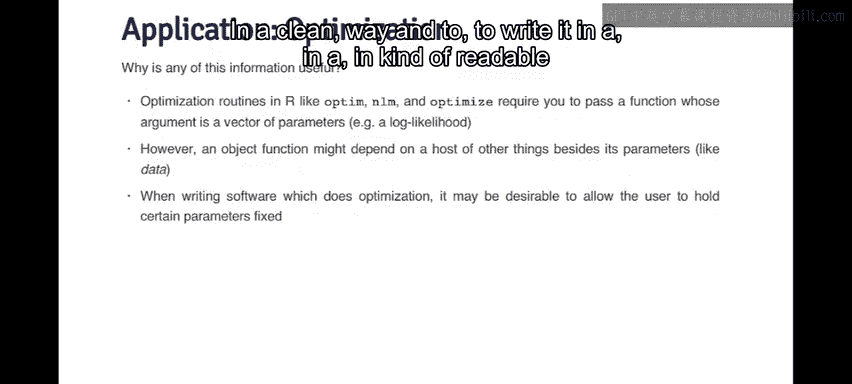 Application: Optimization
In a clean, way and to, to write it in a,
in a, in kind of readable
Why is any of this information useful?
· Optimization routines in R like optim, nlm, and optimize require you to pass a function whose
argument is a vector of parameters (e.g. a log-likelihood)
· However, an object function might depend on a host of other things besides its parameters (like
data)
· When writing software which does optimization, it may be desirable to allow the user to hold
certain parameters fixed